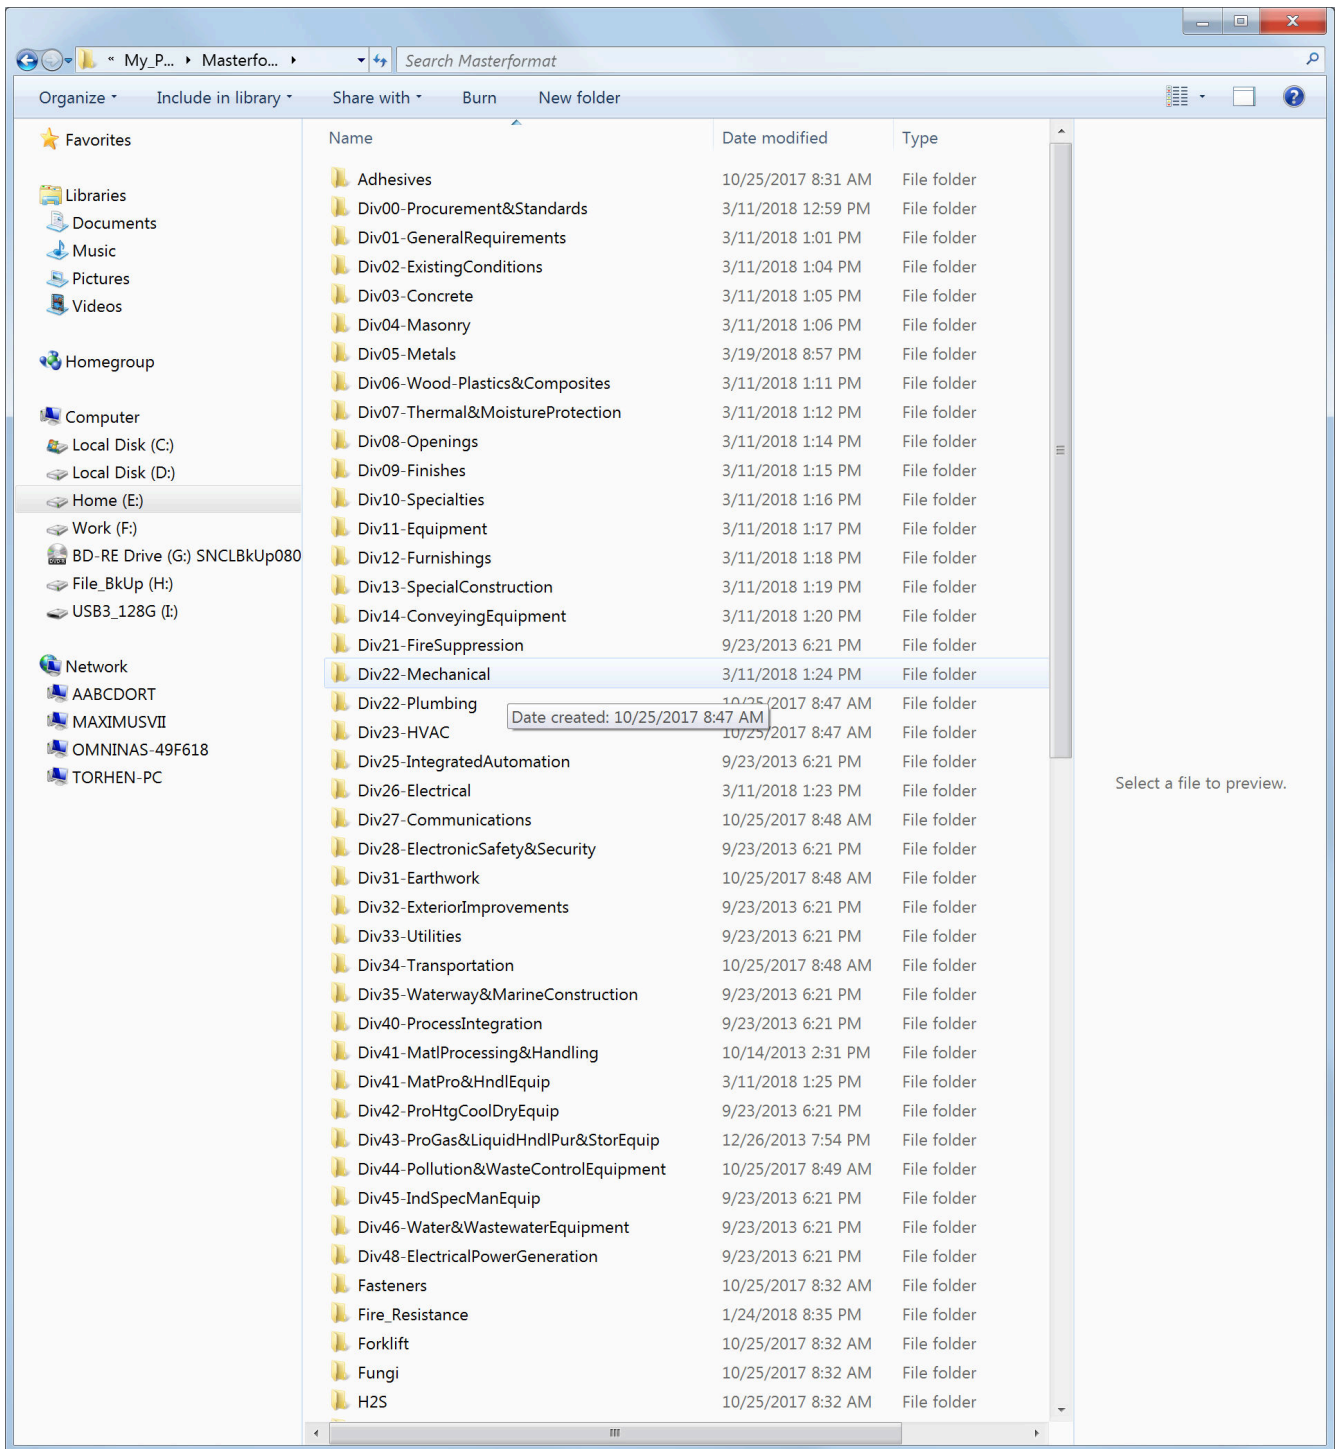 « My_P... Masterfo...
Search Masterformat
Organize Include in library Share with Burn New folder
Favorites
Libraries
Documents
Music
Pictures
Videos
Homegroup
Computer
Local Disk (C:)
Local Disk (D:)
Home (E:)
Work (F:)
BD-RE Drive (G:) SNCLBkUp080
File_BkUp (H:)
USB3_128G (I:)
Network
AABCDORT
MAXIMUSVII
OMNINAS-49F618
TORHEN-PC
Name Date modified Type
Adhesives 10/25/2017 8:31 AM File folder
Div00-Procurement&Standards 3/11/2018 12:59 PM File folder
Div01-GeneralRequirements 3/11/2018 1:01 PM File folder
Div02-ExistingConditions 3/11/2018 1:04 PM File folder
Div03-Concrete 3/11/2018 1:05 PM File folder
Div04-Masonry 3/11/2018 1:06 PM File folder
Div05-Metals 3/19/2018 8:57 PM File folder
Div06-Wood-Plastics&Composites 3/11/2018 1:11 PM File folder
Div07-Thermal&MoistureProtection 3/11/2018 1:12 PM File folder
Div08-Openings 3/11/2018 1:14 PM File folder
Div09-Finishes 3/11/2018 1:15 PM File folder
Div10-Specialties 3/11/2018 1:16 PM File folder
Div11-Equipment 3/11/2018 1:17 PM File folder
Div12-Furnishings 3/11/2018 1:18 PM File folder
Div13-SpecialConstruction 3/11/2018 1:19 PM File folder
Div14-ConveyingEquipment 3/11/2018 1:20 PM File folder
Div21-FireSuppression 9/23/2013 6:21 PM File folder
Div22-Mechanical 3/11/2018 1:24 PM File folder
Div22-Plumbing 10/25/2017 8:47 AM File folder
Date created: 10/25/2017 8:47 AM
Div23-HVAC 10/25/2017 8:47 AM File folder
Div25-IntegratedAutomation 9/23/2013 6:21 PM File folder
Div26-Electrical 3/11/2018 1:23 PM File folder
Div27-Communications 10/25/2017 8:48 AM File folder
Div28-ElectronicSafety&Security 9/23/2013 6:21 PM File folder
Div31-Earthwork 10/25/2017 8:48 AM File folder
Div32-ExteriorImprovements 9/23/2013 6:21 PM File folder
Div33-Utilities 9/23/2013 6:21 PM File folder
Div34-Transportation 10/25/2017 8:48 AM File folder
Div35-Waterway&MarineConstruction 9/23/2013 6:21 PM File folder
Div40-ProcessIntegration 9/23/2013 6:21 PM File folder
Div41-MatlProcessing&Handling 10/14/2013 2:31 PM File folder
Div41-MatPro&HndlEquip 3/11/2018 1:25 PM File folder
Div42-ProHtgCoolDryEquip 9/23/2013 6:21 PM File folder
Div43-ProGas&LiquidHndlPur&StorEquip 12/26/2013 7:54 PM File folder
Div44-Pollution&WasteControlEquipment 10/25/2017 8:49 AM File folder
Div45-IndSpecManEquip 9/23/2013 6:21 PM File folder
Div46-Water&WastewaterEquipment 9/23/2013 6:21 PM File folder
Div48-ElectricalPowerGeneration 9/23/2013 6:21 PM File folder
Fasteners 10/25/2017 8:32 AM File folder
Fire_Resistance 1/24/2018 8:35 PM File folder
Forklift 10/25/2017 8:32 AM File folder
Fungi 10/25/2017 8:32 AM File folder
H2S 10/25/2017 8:32 AM File folder
Select a file to preview.